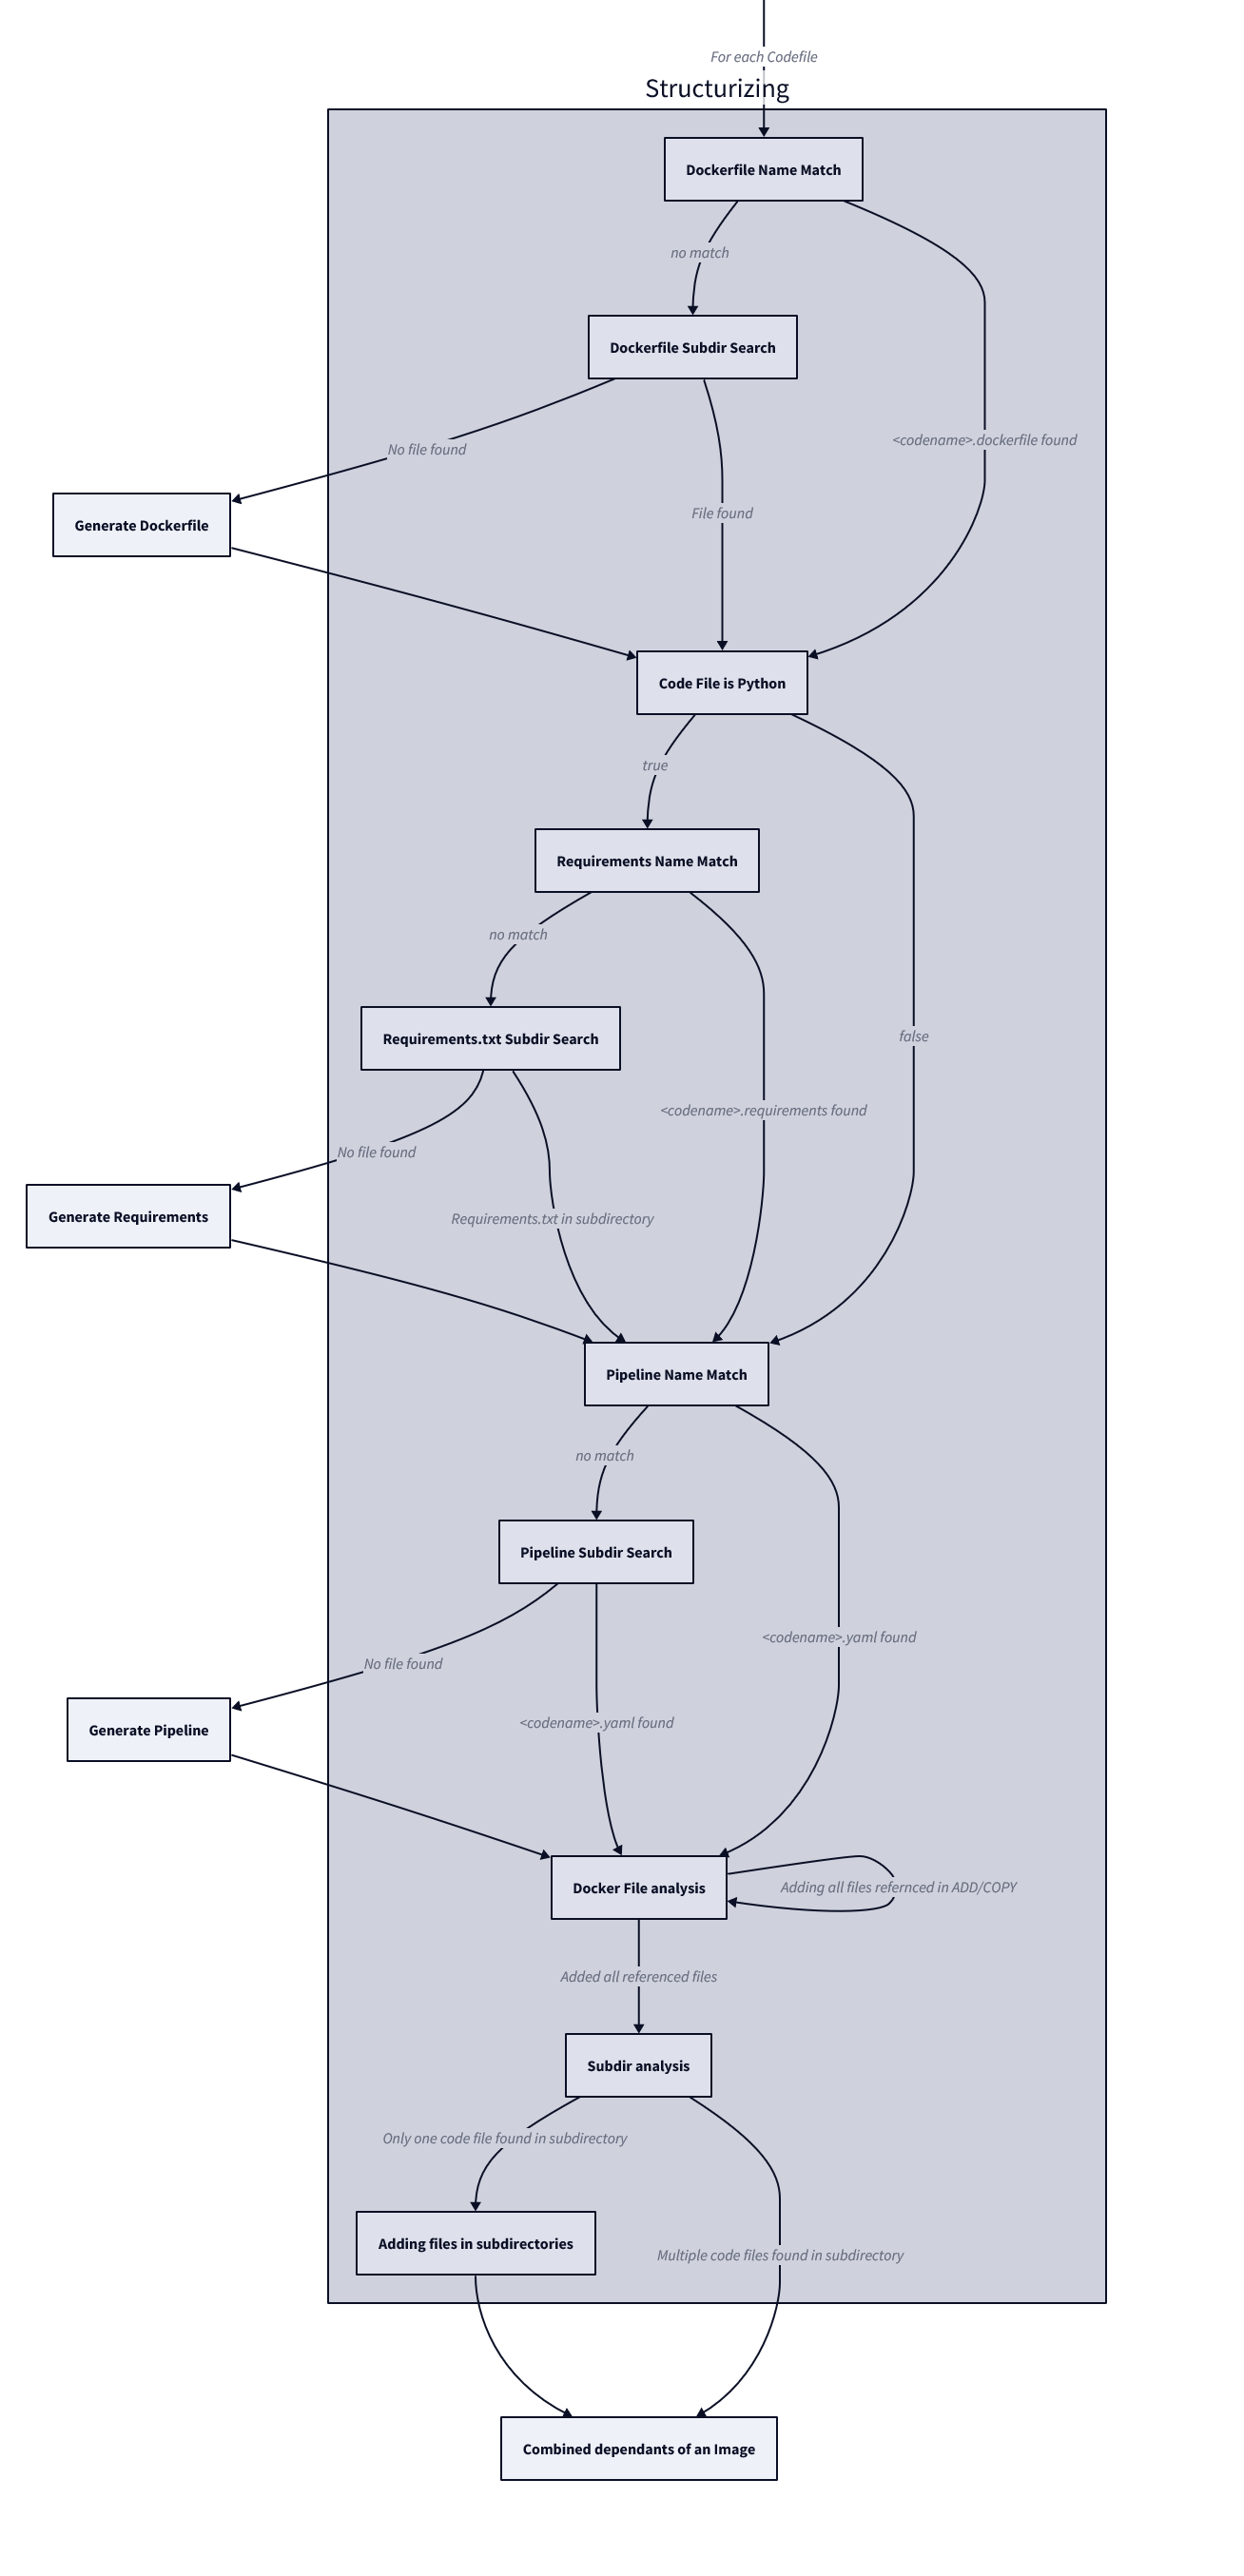 For each Codefile
Structurizing
Dockerfile Name Match
no match
Dockerfile Subdir Search
<codename>.dockerfile found
No file found
File found
Generate Dockerfile
Code File is Python
true
Requirements Name Match
no match
Requirements.txt Subdir Search
false
<codename>.requirements found
No file found
Generate Requirements
Requirements.txt in subdirectory
Pipeline Name Match
no match
Pipeline Subdir Search
<codename>.yaml found
No file found
<codename>.yaml found
Generate Pipeline
Docker File analysis
Adding all files refernced in ADD/COPY
Added all referenced files
Subdir analysis
Only one code file found in subdirectory
Adding files in subdirectories
Multiple code files found in subdirectory
Combined dependants of an Image